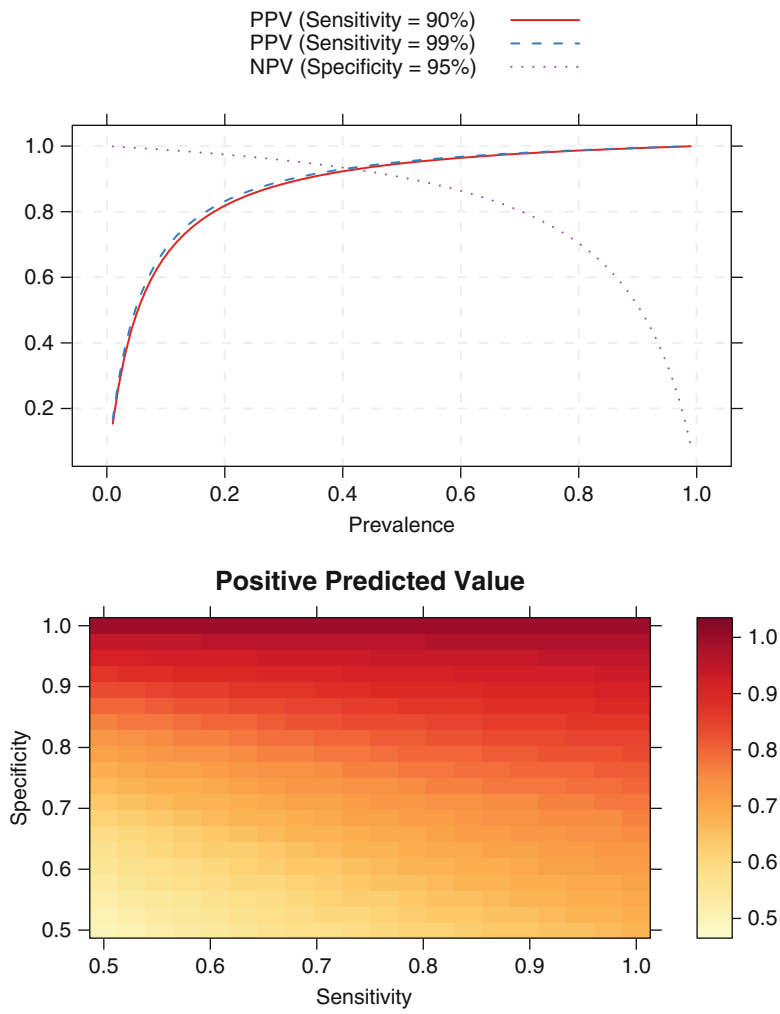 PPV (Sensitivity = 90%)
PPV (Sensitivity = 99%)
NPV (Specificity = 95%)
1.0
0.8
0.6
0.4
0.2
0.0 0.2 0.4 0.6 0.8 1.0
Prevalence
Positive Predicted Value
Specificity
1.0
0.9
0.8
0.7
0.6
0.5
0.5 0.6 0.7 0.8 0.9 1.0
Sensitivity
1.0
0.9
0.8
0.7
0.6
0.5